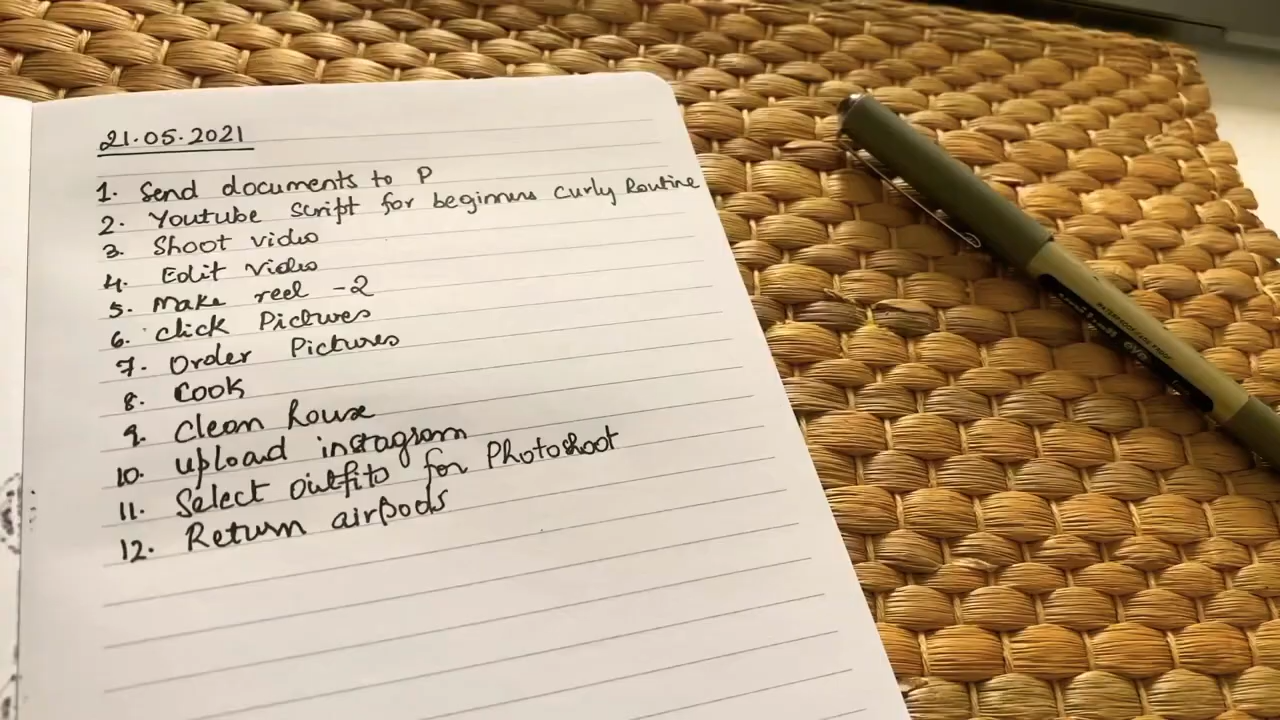 21.05.2021
1. Send documents to P
2. Youtube Script for beginners Curly Routine
3. Shoot video
4. Edit video
5. Make reel -2
6. Click Pictures
7. Order Pictures
8. Cook
9. Clean house
10. Upload instagram
11. Select outfits for Photoshoot
12. Return airpods
eye